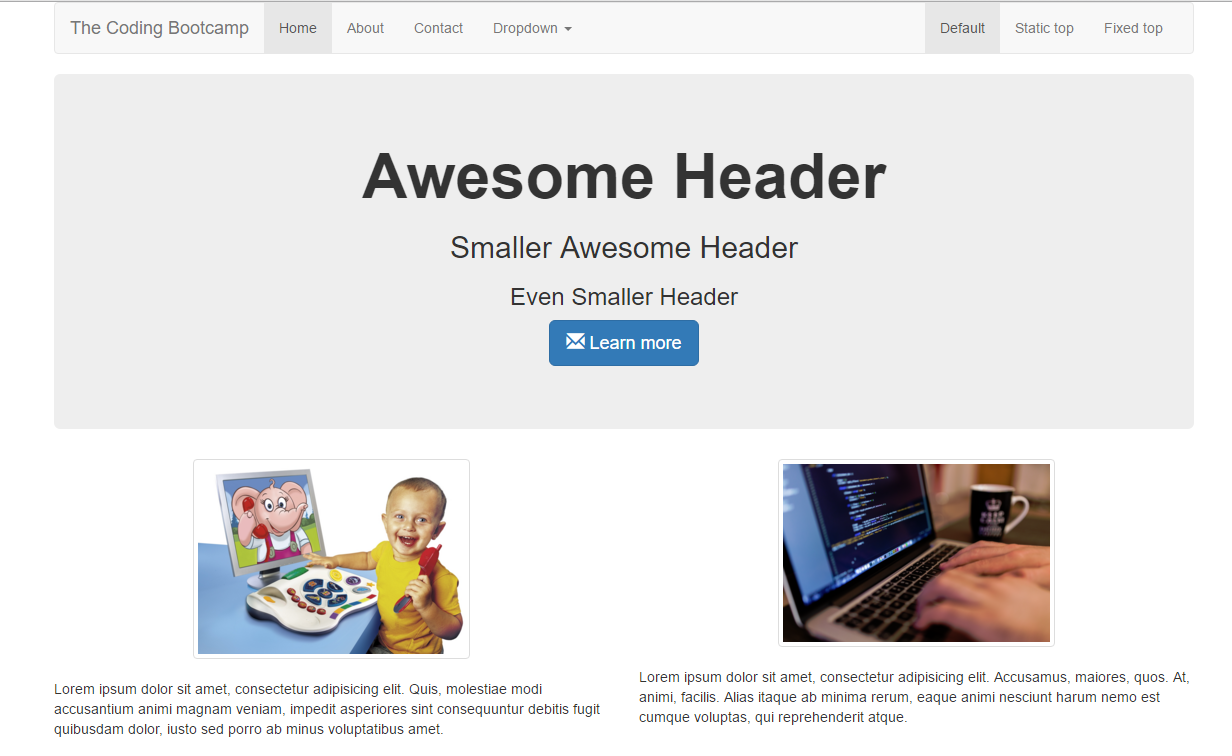 The Coding Bootcamp Home About Contact Dropdown Default Static top Fixed top
Awesome Header
Smaller Awesome Header
Even Smaller Header
Learn more
Lorem ipsum dolor sit amet, consectetur adipisicing elit. Quis, molestiae modi
accusantium animi magnam veniam, impedit asperiores sint consequuntur debitis fugit
quibusdam dolor, iusto sed porro ab minus voluptatibus amet.
Lorem ipsum dolor sit amet, consectetur adipisicing elit. Accusamus, maiores, quos. At,
animi, facilis. Alias itaque ab minima rerum, eaque animi nesciunt harum nemo est
cumque voluptas, qui reprehenderit atque.